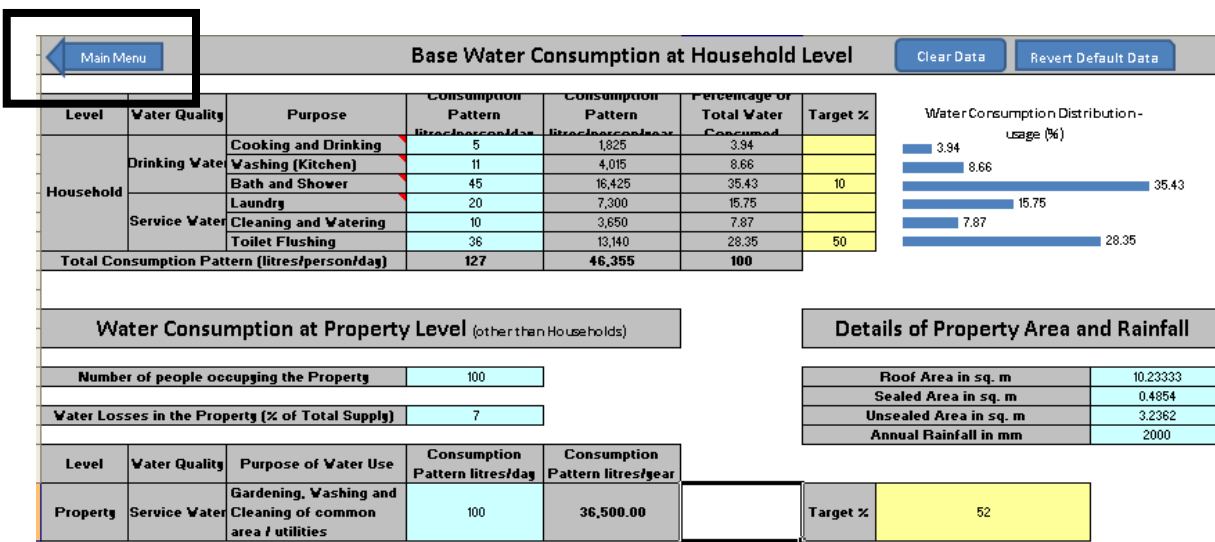 Main Menu Base Water Consumption at Household Level Clear Data Revert Default Data
Consumption Consumption Percentage of
Level Water Quality Purpose Pattern Pattern Total Water Target %
litres/person/day litres/person/year Consumed
Water Consumption Distribution -
usage (%)
Household Drinking Water Cooking and Drinking 5 1,825 3.94
Washing (Kitchen) 11 4,015 8.66
Bath and Shower 45 16,425 35.43 10
Service Water Laundry 20 7,300 15.75
Cleaning and Watering 10 3,650 7.87
Toilet Flushing 36 13,140 28.35 50
Total Consumption Pattern (litres/person/day) 127 46,355 100
3.94
8.66
35.43
15.75
7.87
28.35
Water Consumption at Property Level (other than Households)
Details of Property Area and Rainfall
Number of people occupying the Property 100
Water Losses in the Property (% of Total Supply) 7
Roof Area in sq. m 10.23333
Sealed Area in sq. m 0.4854
Unsealed Area in sq. m 3.2362
Annual Rainfall in mm 2000
Level Water Quality Purpose of Water Use Consumption Pattern litres/day Consumption Pattern litres/year
Property Service Water Gardening, Washing and
Cleaning of common
area / utilities
100 36,500.00 Target % 52